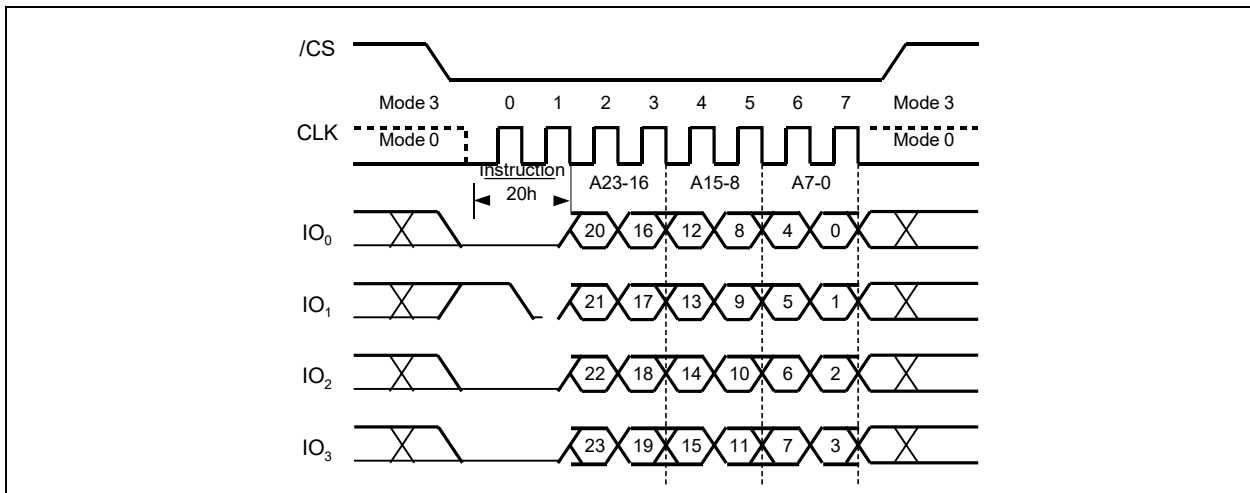 /CS
Mode 3 0 1 2 3 4 5 6 7 Mode 3
CLK Mode 0 Mode 0
Instruction A23-16 A15-8 A7-0
20h
IO0 20 16 12 8 4 0
IO1 21 17 13 9 5 1
IO2 22 18 14 10 6 2
IO3 23 19 15 11 7 3